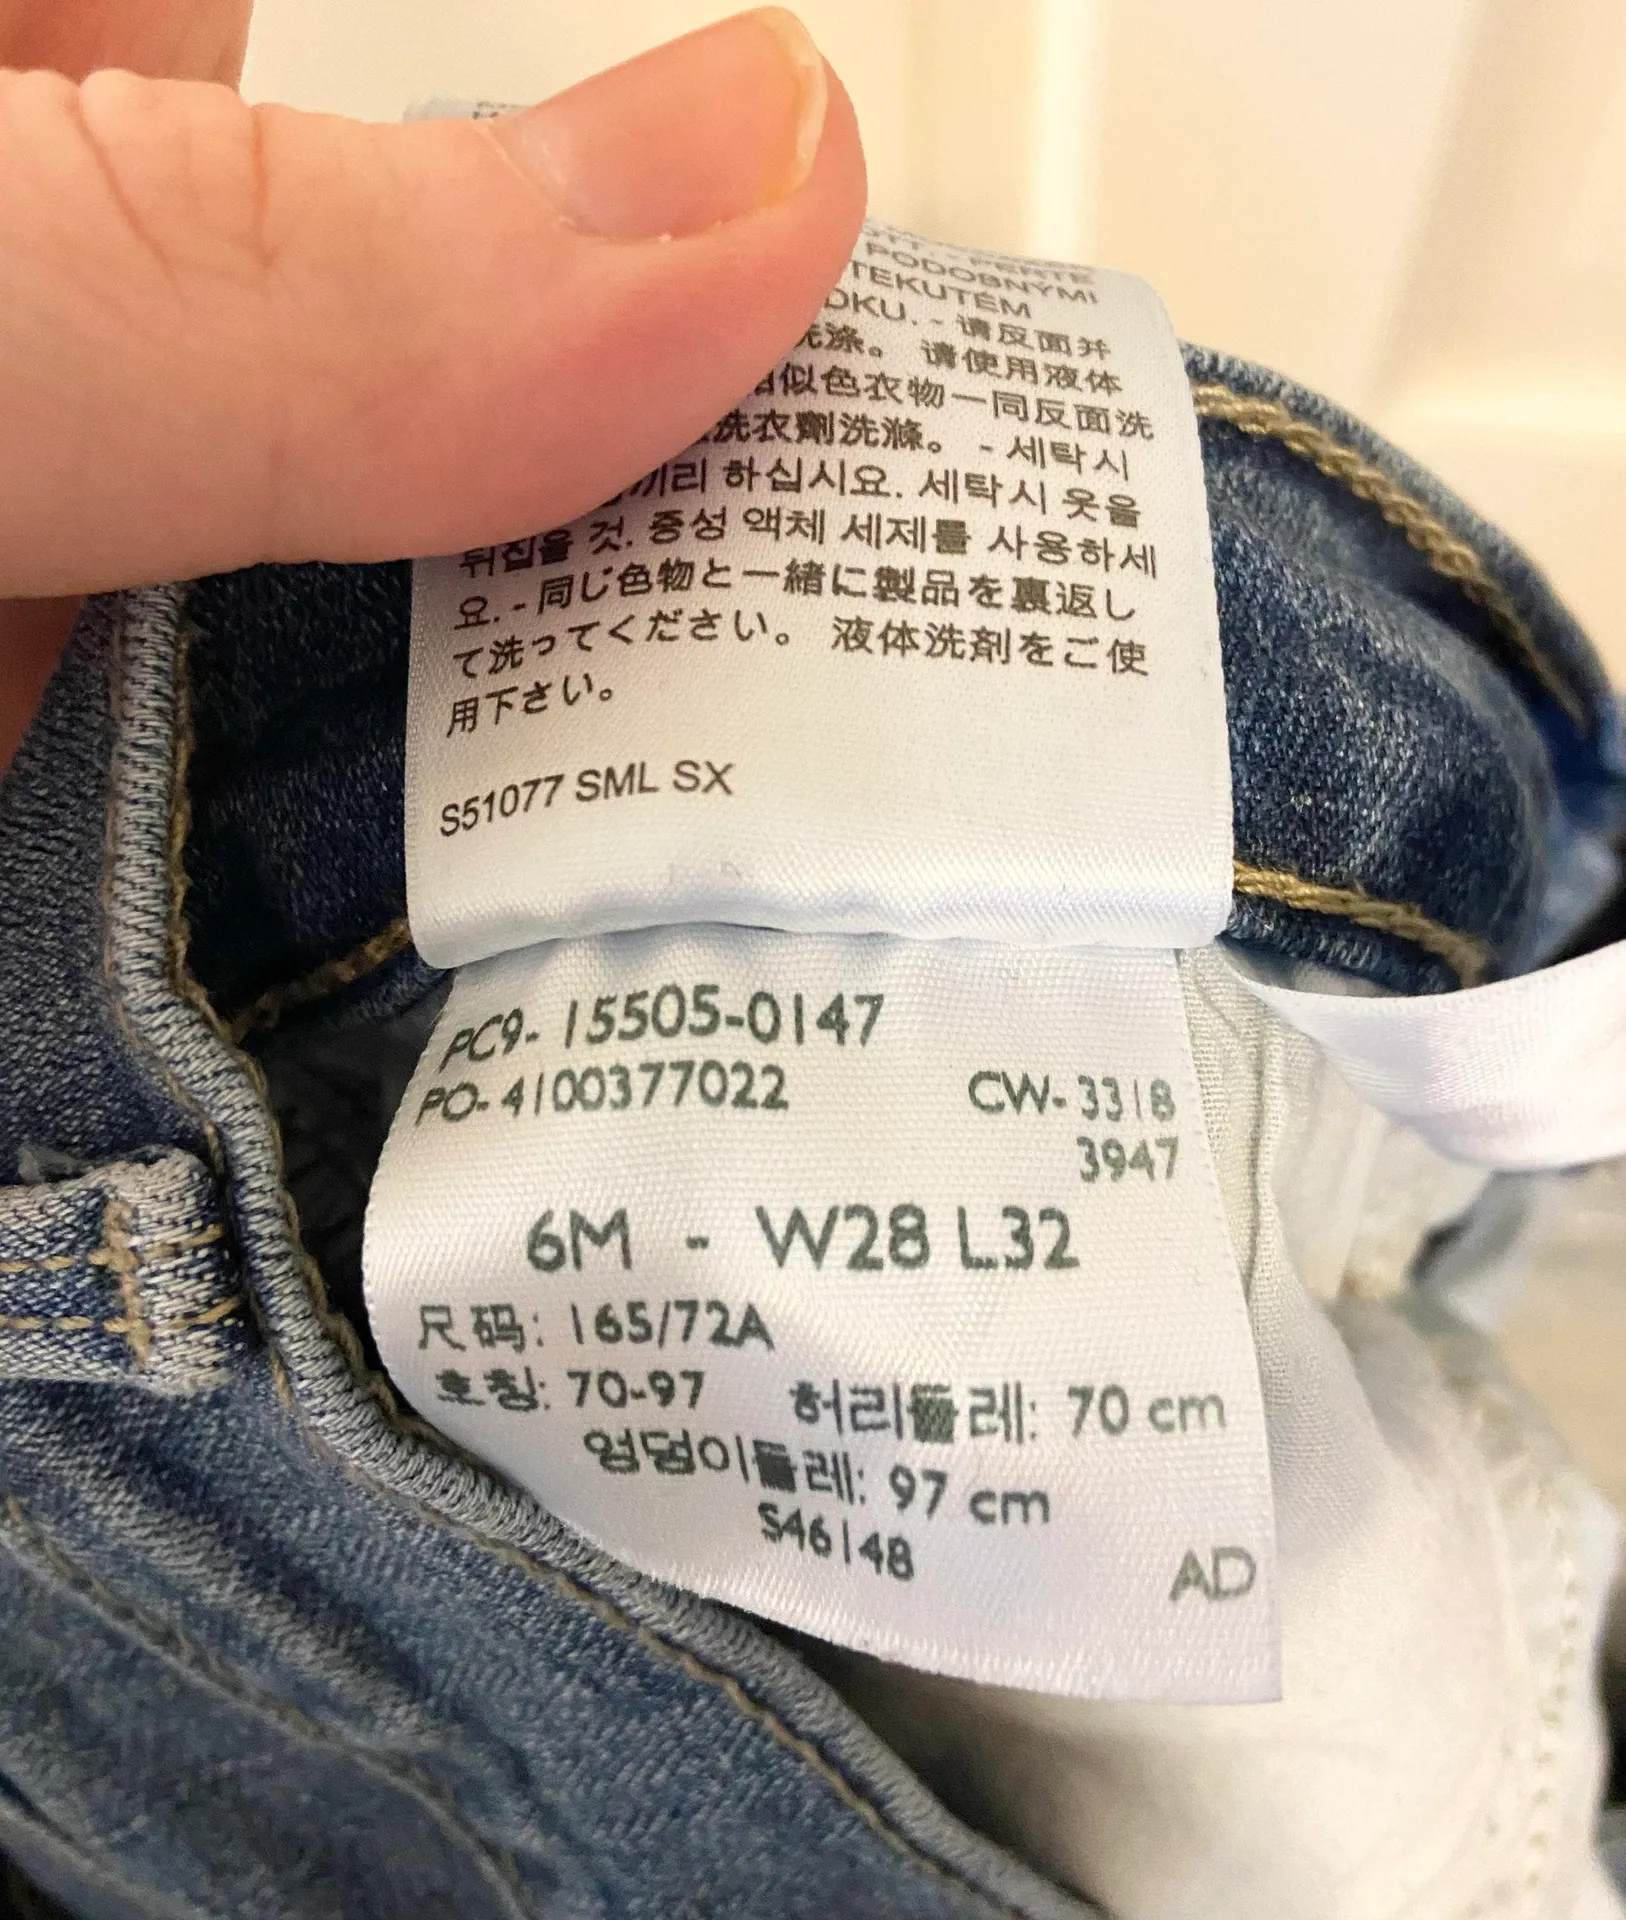 PODOBNÝMI
TEKUTÉM
- 请反面并
请使用液体
似色衣物一同反面洗
洗衣劑洗滌。 - 세탁시
하십시요. 세탁시 옷을
뒤집을 것. 중성 액체 세제를 사용하세
요. - 同じ色物と一緒に製品を裏返し
て洗ってください。 液体洗剤をご使
用下さい。
S51077 SML SX
PC9- 15505-0147
PO- 4100377022 CW- 3318
3947
6M - W28 L32
尺码: 165/72A
호칭: 70-97 허리둘레: 70 cm
엉덩이둘레: 97 cm
S46148
AD